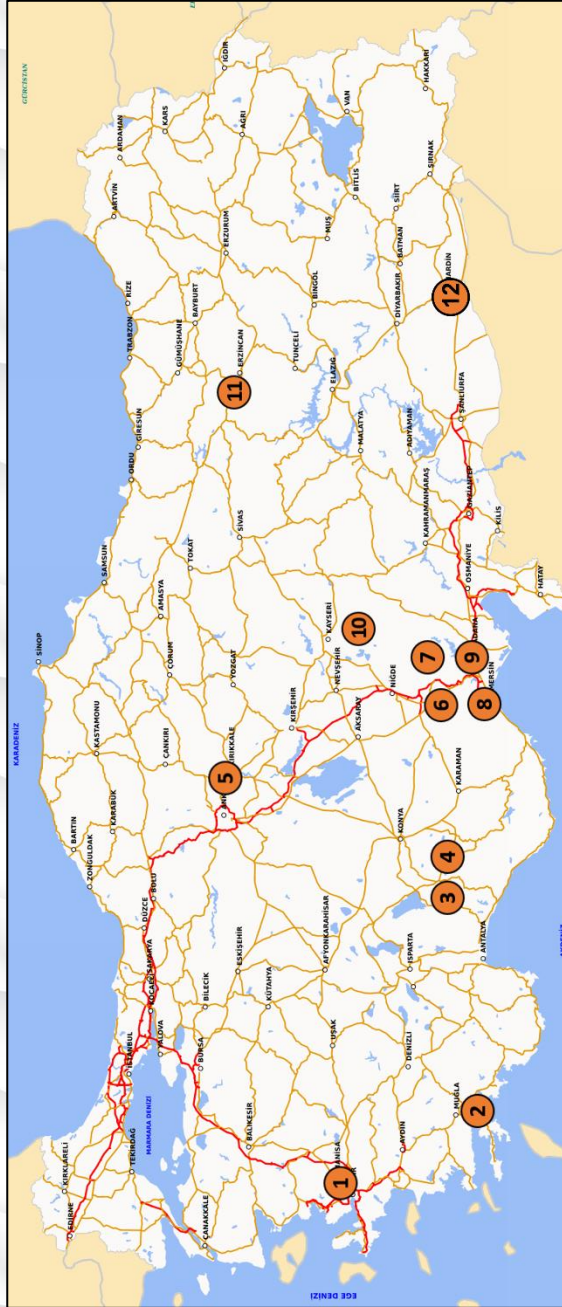 GÜRCİSTAN
KARADENİZ
SİNOP
EDİRNE
KIRKLARELİ
BARTIN
ZONGULDAK
KASTAMONU
SAMSUN
ARTVİN
ARDAHAN
TEKİRDAĞ
İSTANBUL
KARABÜK
ORDU
GİRESUN
TRABZON
RİZE
MARMARA DENİZİ
KOCAELİ
SAKARYA
DÜZCE
BOLU
ÇANKIRI
ÇORUM
AMASYA
KARS
YALOVA
TOKAT
GÜMÜŞHANE
BAYBURT
ÇANAKKALE
BURSA
BİLECİK
IĞDIR
5
11
ERZİNCAN
ERZURUM
AĞRI
BALIKESİR
ESKİŞEHİR
YOZGAT
SİVAS
KÜTAHYA
KIRŞEHİR
TUNCELİ
BİNGÖL
MUŞ
UŞAK
AFYONKARAHİSAR
NEVŞEHİR
KAYSERİ
ELAZIĞ
VAN
EGE DENİZİ
1
AKSARAY
10
MALATYA
BİTLİS
AYDIN
DENİZLİ
ISPARTA
KONYA
NİĞDE
ADIYAMAN
DİYARBAKIR
BATMAN
SİİRT
HAKKARİ
MUĞLA
2
3
4
KARAMAN
6
7
KAHRAMANMARAŞ
12
ŞIRNAK
ANTALYA
8
MERSİN
9
OSMANİYE
GAZİANTEP
ŞANLIURFA
KİLİS
HATAY